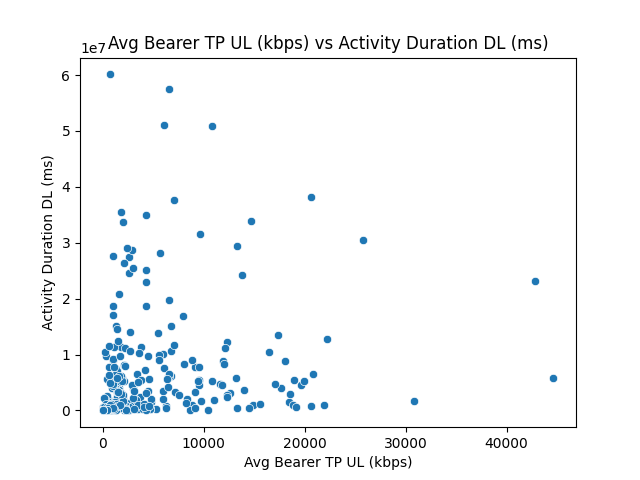 Avg Bearer TP UL (kbps) vs Activity Duration DL (ms)
1e7
6
5
4
3
2
1
0
Activity Duration DL (ms)
0 10000 20000 30000 40000
Avg Bearer TP UL (kbps)